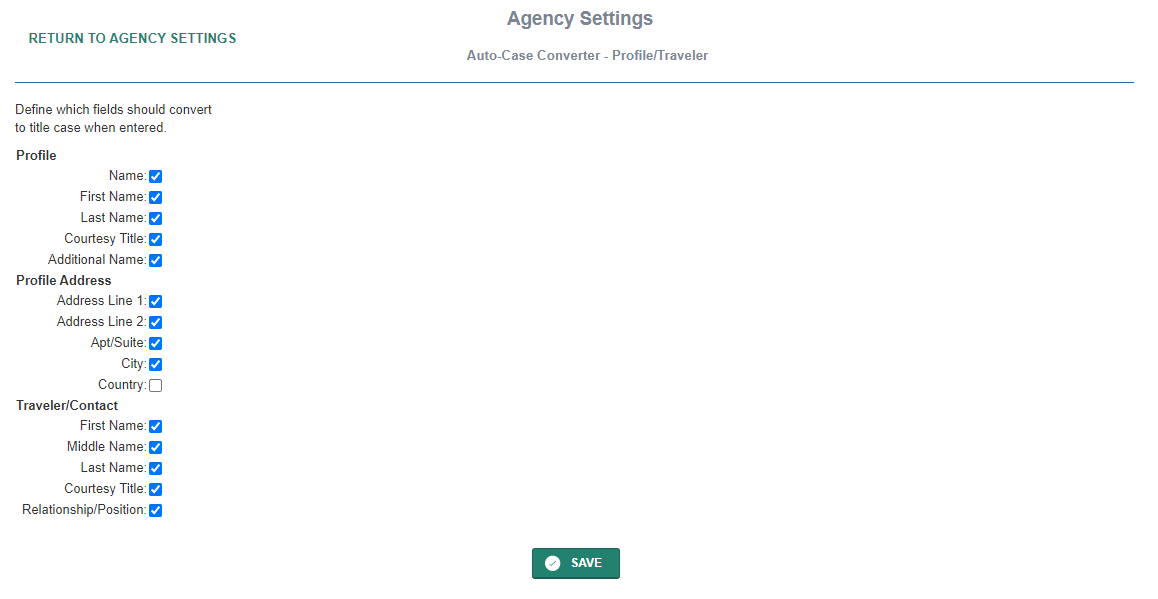 Agency Settings
RETURN TO AGENCY SETTINGS
Auto-Case Converter - Profile/Traveler
Define which fields should convert
to title case when entered.
Profile
Name:
First Name:
Last Name:
Courtesy Title:
Additional Name:
Profile Address
Address Line 1:
Address Line 2:
Apt/Suite:
City:
Country:
Traveler/Contact
First Name:
Middle Name:
Last Name:
Courtesy Title:
Relationship/Position:
SAVE